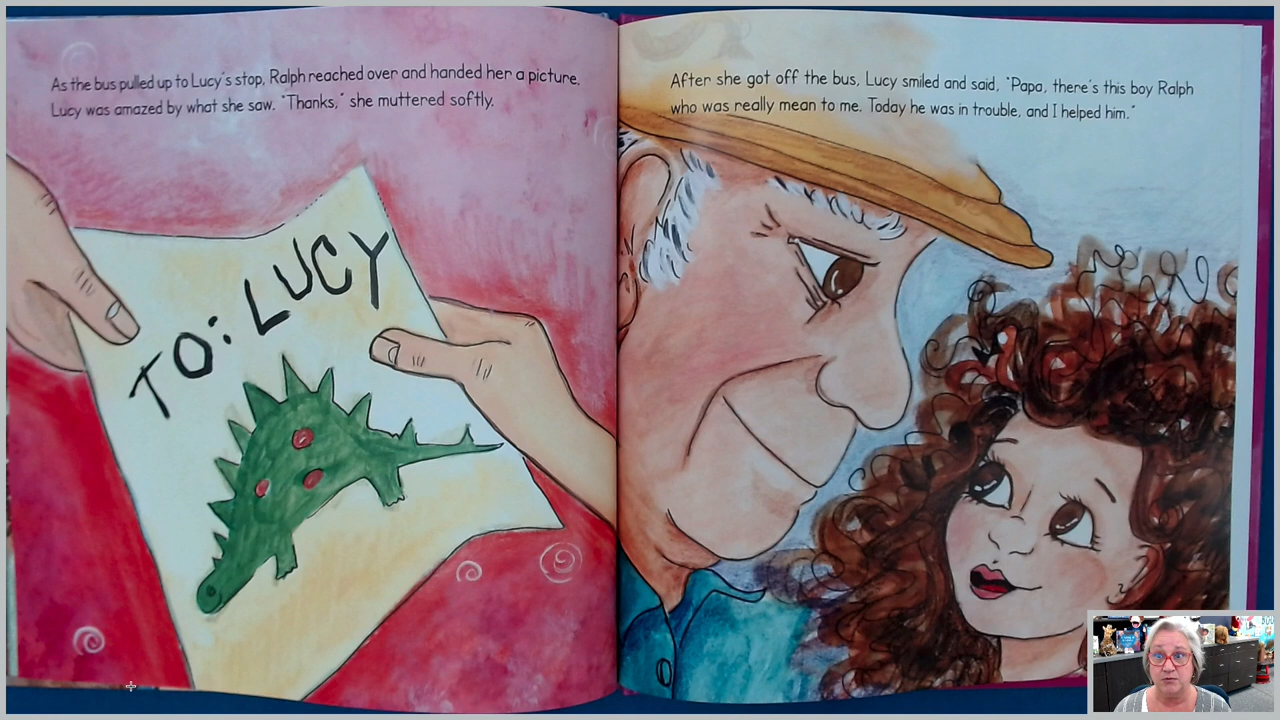 As the bus pulled up to Lucy's stop, Ralph reached over and handed her a picture.
Lucy was amazed by what she saw. "Thanks," she muttered softly.
TO: LUCY
After she got off the bus, Lucy smiled and said, "Papa, there's this boy Ralph
who was really mean to me. Today he was in trouble, and I helped him."